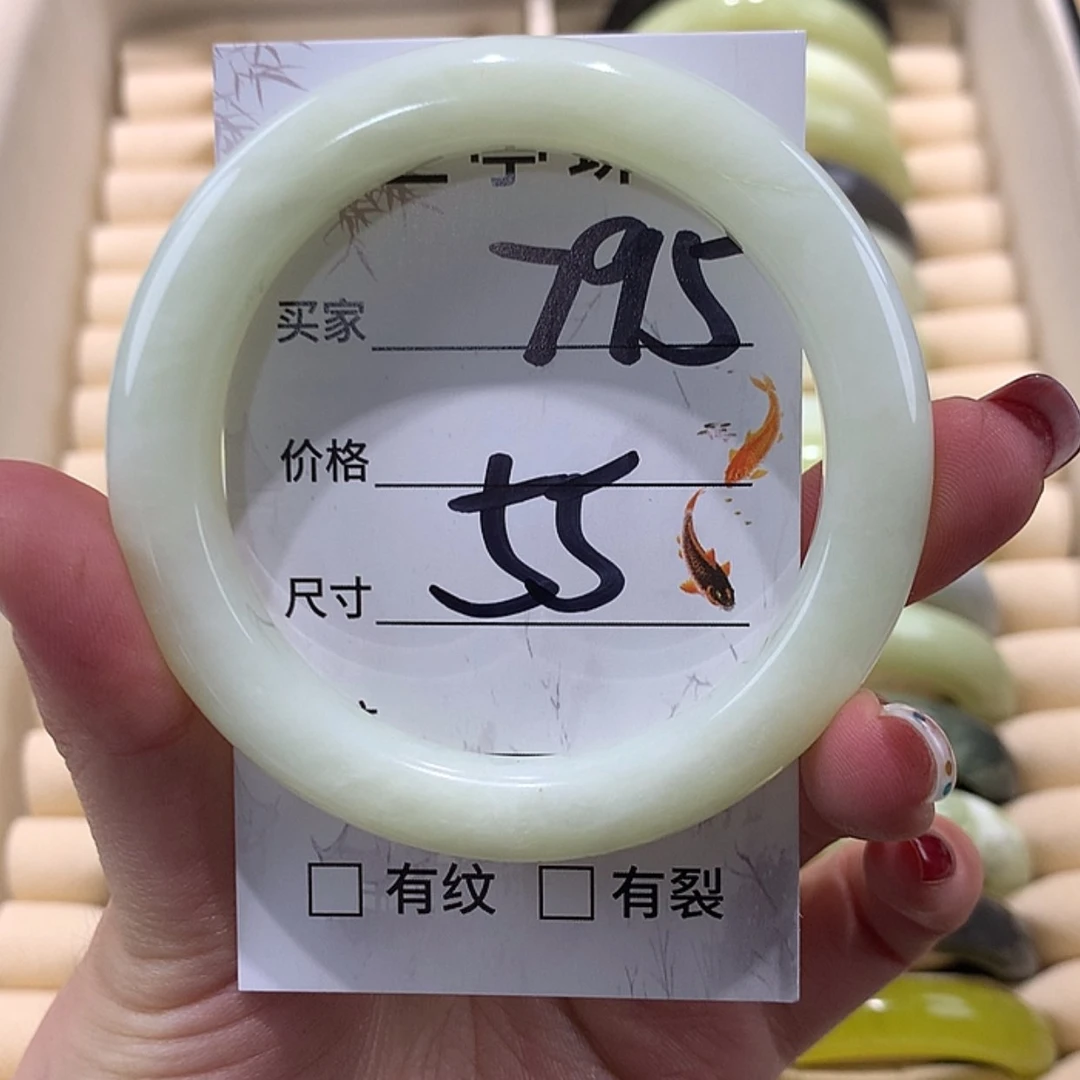 买家 795
价格
尺寸 55
有纹 有裂